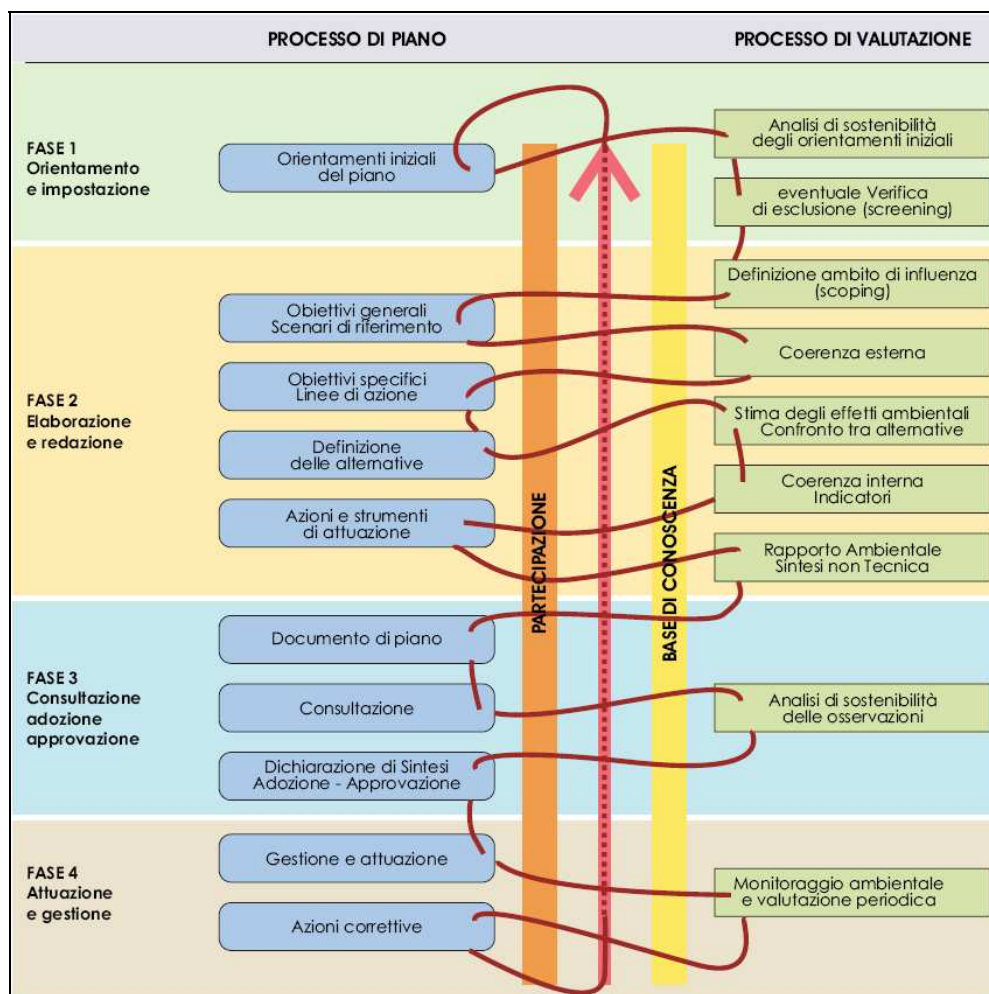 PROCESSO DI PIANO
PROCESSO DI VALUTAZIONE
FASE 1
Orientamento
e impostazione
Orientamenti iniziali
del piano
Analisi di sostenibilità
degli orientamenti iniziali
eventuale Verifica
di esclusione (screening)
FASE 2
Elaborazione
e redazione
Obiettivi generali
Scenari di riferimento
Obiettivi specifici
Linee di azione
Definizione
delle alternative
Azioni e strumenti
di attuazione
Definizione ambito di influenza
(scoping)
Coerenza esterna
Stima degli effetti ambientali
Confronto tra alternative
Coerenza interna
Indicatori
Rapporto Ambientale
Sintesi non Tecnica
PARTECIPAZIONE
BASE DI CONOSCENZA
FASE 3
Consultazione
adozione
approvazione
Documento di piano
Consultazione
Dichiarazione di Sintesi
Adozione - Approvazione
Analisi di sostenibilità
delle osservazioni
FASE 4
Attuazione
e gestione
Gestione e attuazione
Azioni correttive
Monitoraggio ambientale
e valutazione periodica